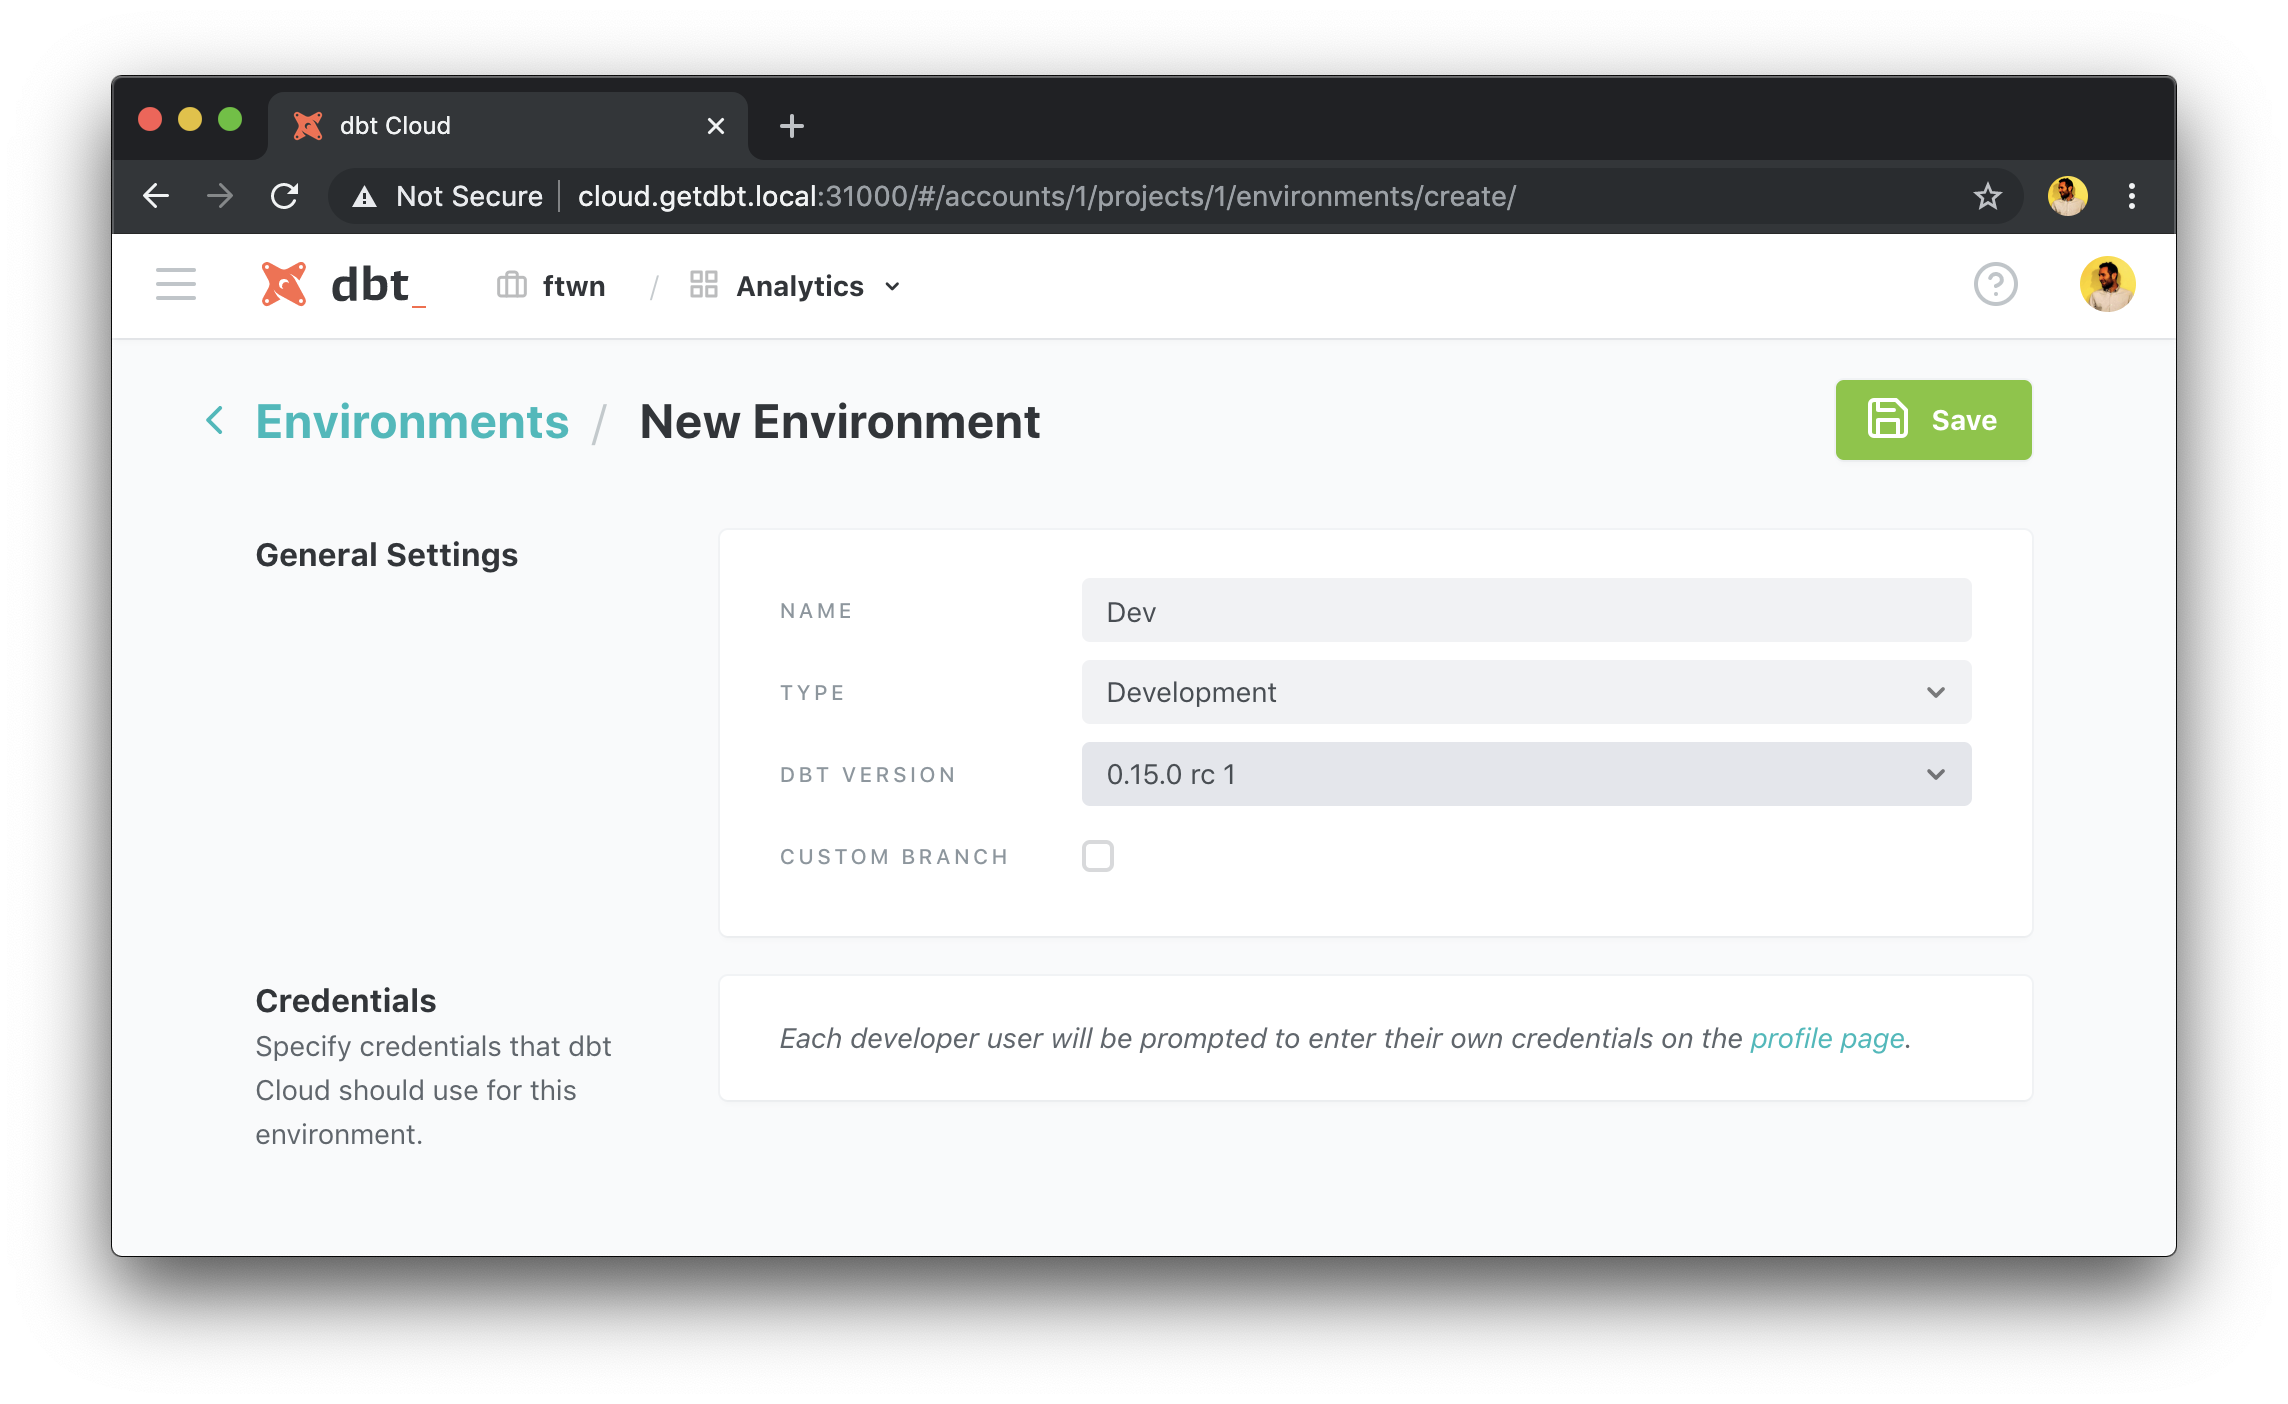 dbt Cloud
Not Secure cloud.getdbt.local:31000/#/accounts/1/projects/1/environments/create/
dbt_ ftwn / Analytics
Environments / New Environment
Save
General Settings
NAME Dev
TYPE Development
DBT VERSION 0.15.0 rc 1
CUSTOM BRANCH
Credentials
Specify credentials that dbt
Cloud should use for this
environment.
Each developer user will be prompted to enter their own credentials on the profile page.